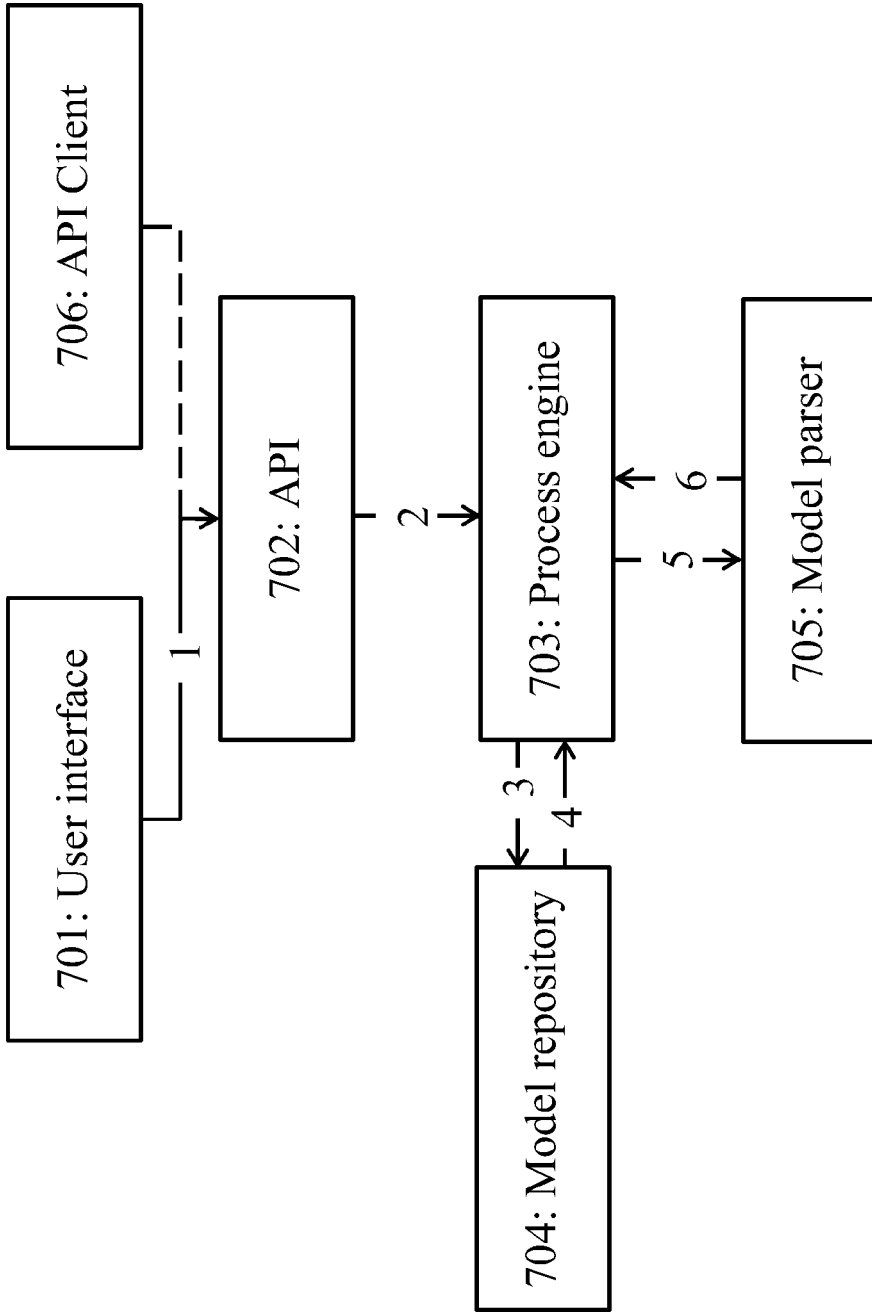 701: User interface
706: API Client
1
702: API
2
703: Process engine
3
4
5
6
704: Model repository
705: Model parser